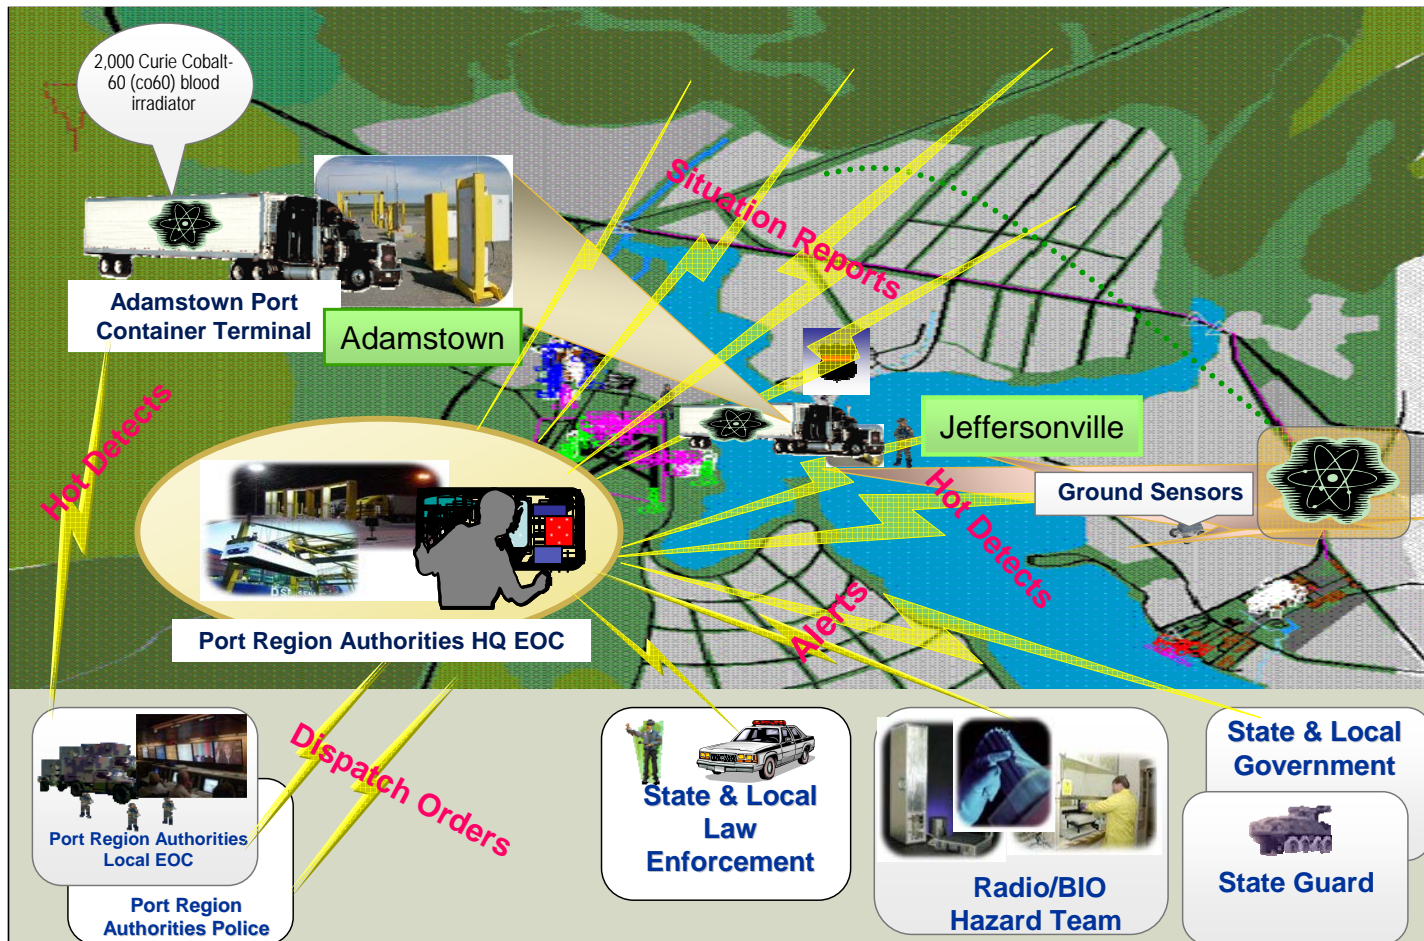 2,000 Curie Cobalt-
60 (co60) blood
irradiator
Situation Reports
Adamstown Port
Container Terminal
Adamstown
Hot Detects
Jeffersonville
Ground Sensors
Hot Detects
Port Region Authorities HQ EOC
Alerts
Dispatch Orders
Port Region Authorities
Local EOC
Port Region
Authorities Police
State & Local
Law
Enforcement
Radio/BIO
Hazard Team
State & Local
Government
State Guard